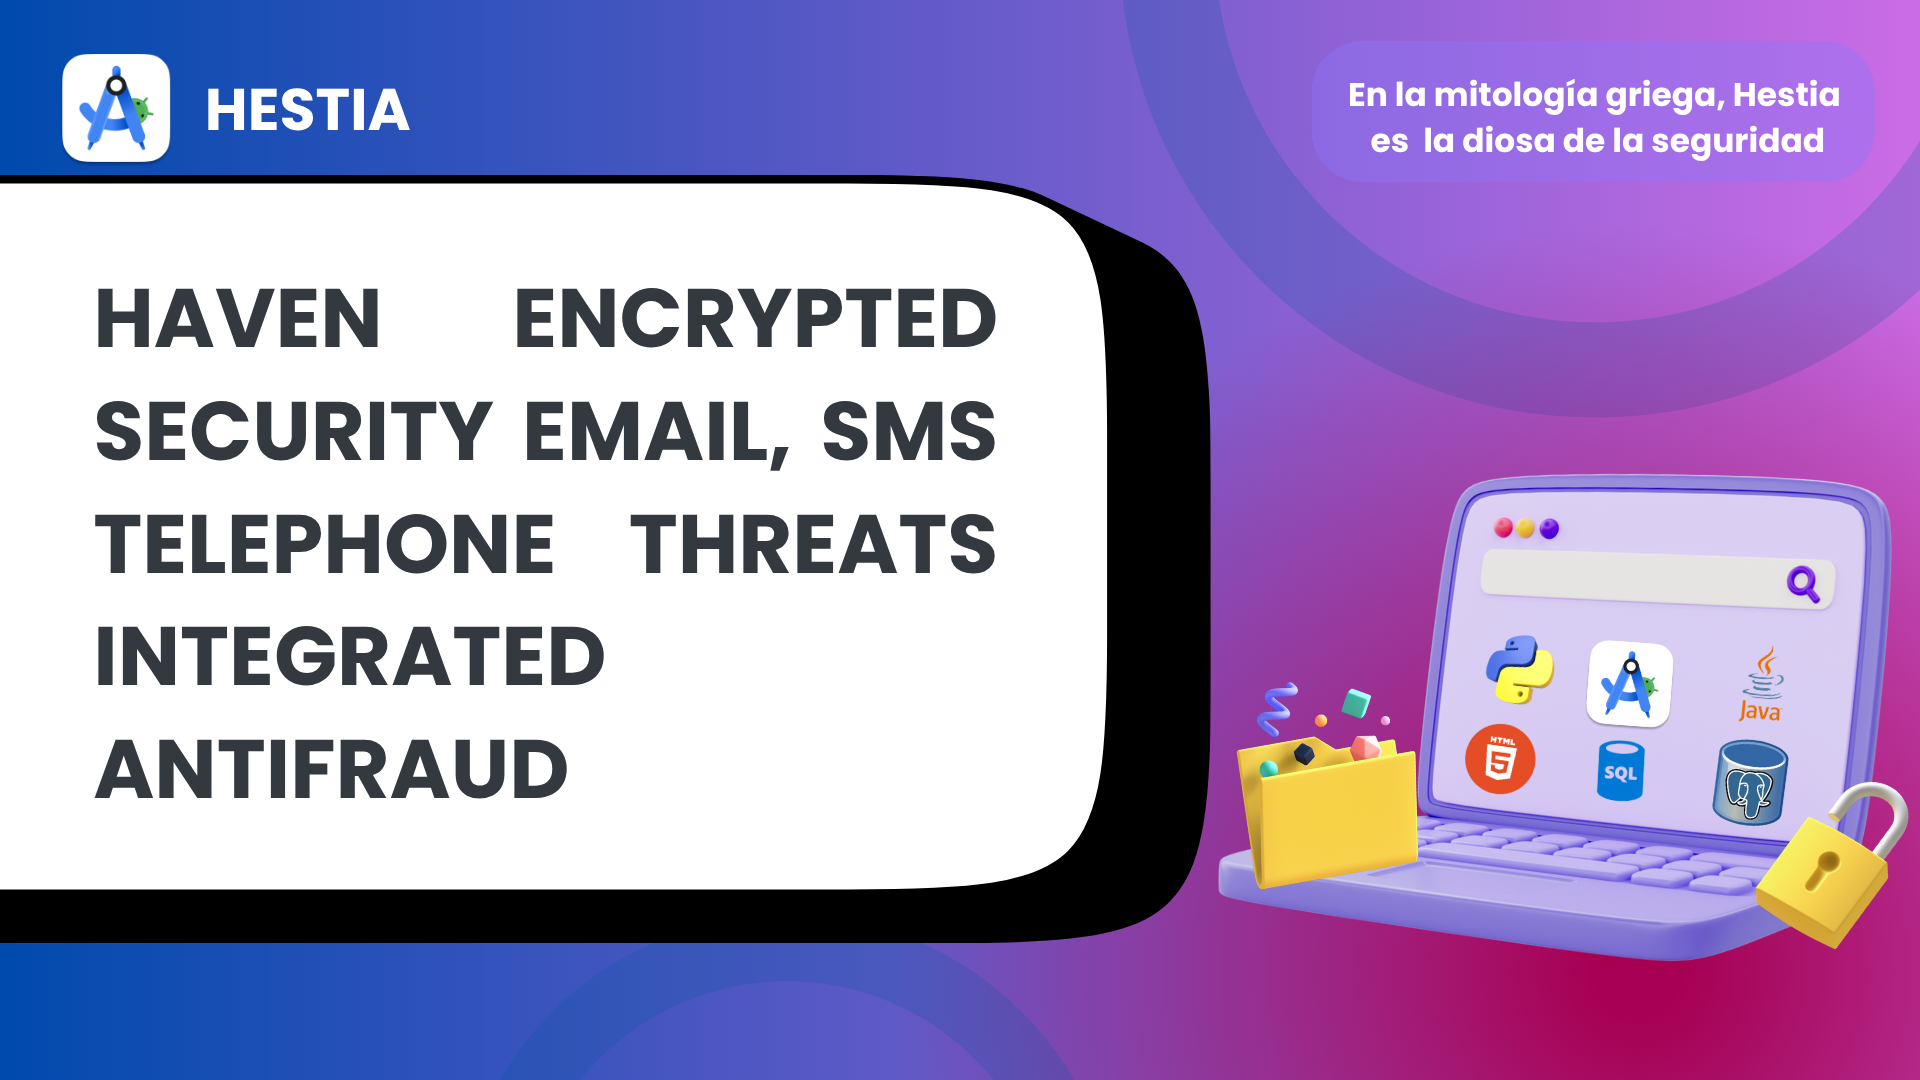 HESTIA
En la mitología griega, Hestia
es la diosa de la seguridad
HAVEN ENCRYPTED
SECURITY EMAIL, SMS
TELEPHONE THREATS
INTEGRATED
ANTIFRAUD
Java
HTML
5
SQL